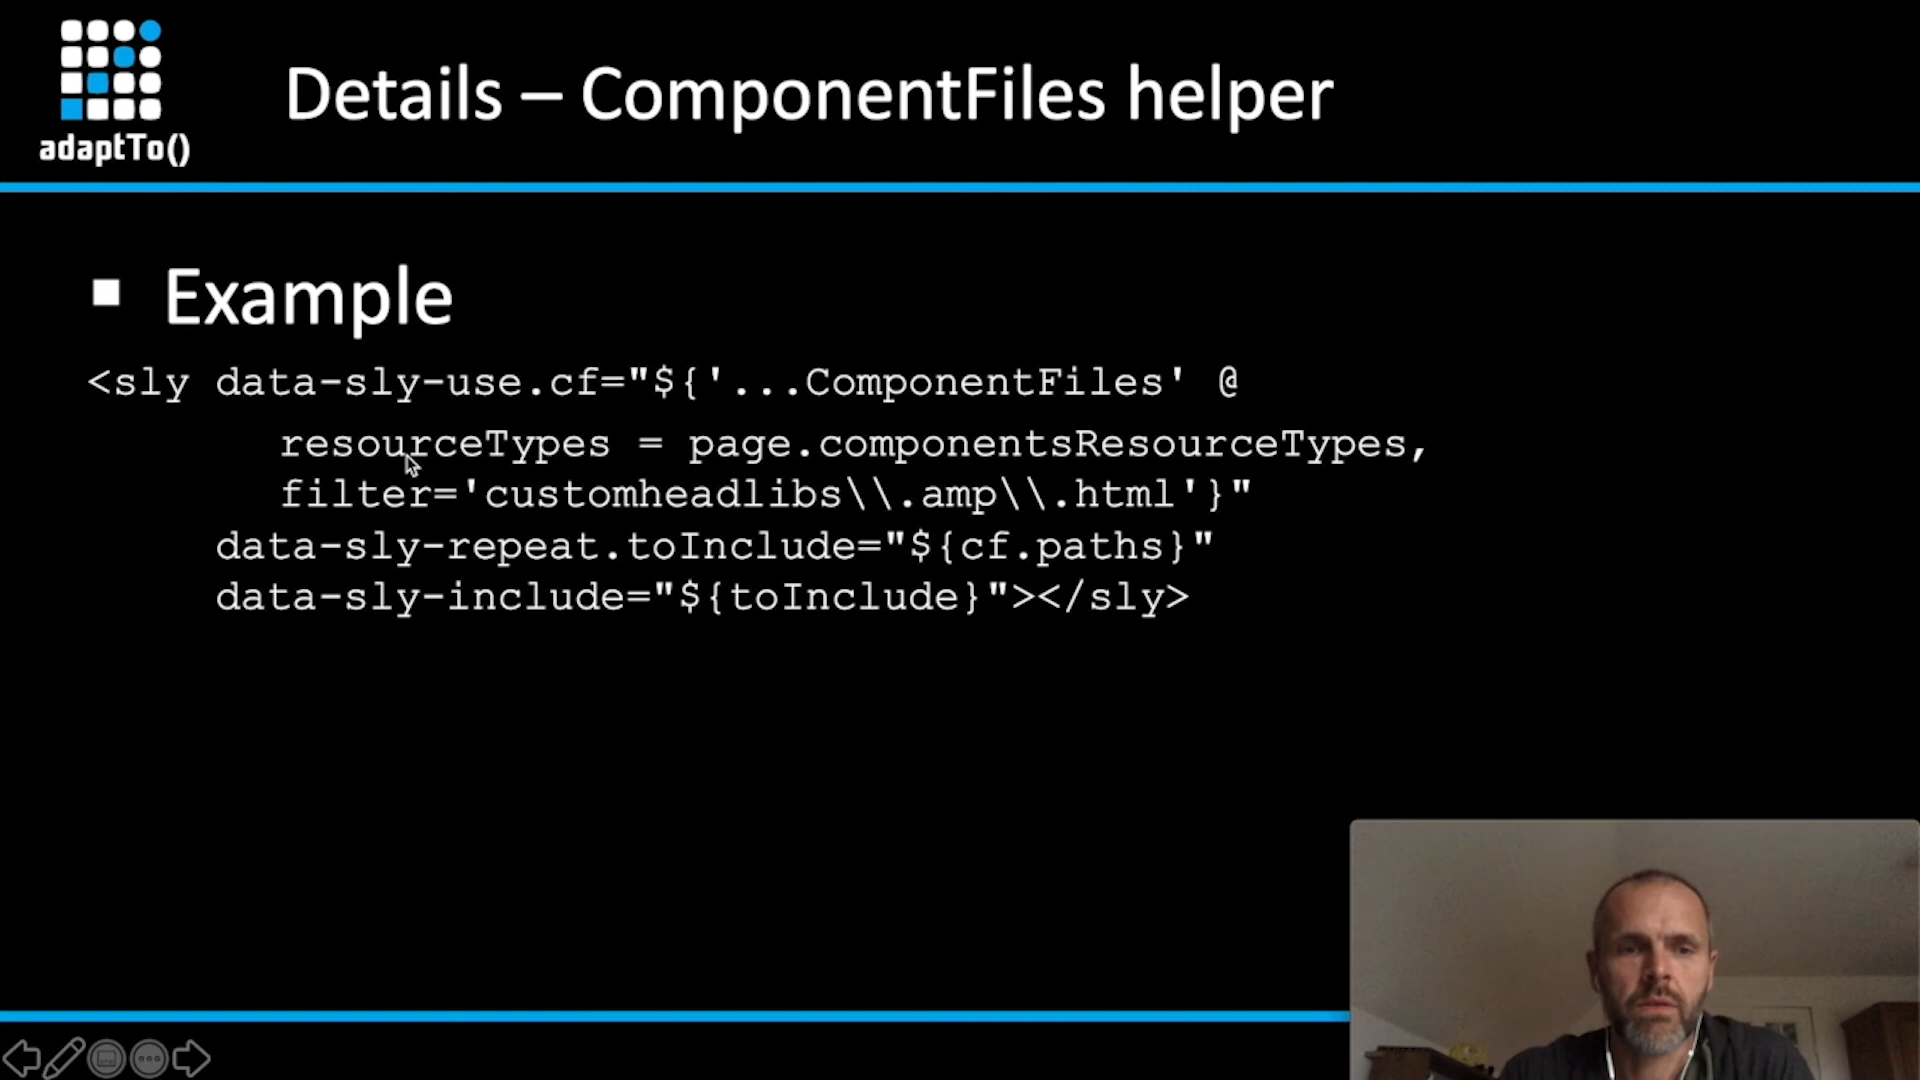 adaptTo()
Details – ComponentFiles helper
Example
<sly data-sly-use.cf="${'...ComponentFiles' @
resourceTypes = page.componentsResourceTypes,
filter='customheadlibs\\.amp\\.html'}"
data-sly-repeat.toInclude="${cf.paths}"
data-sly-include="${toInclude}"></sly>